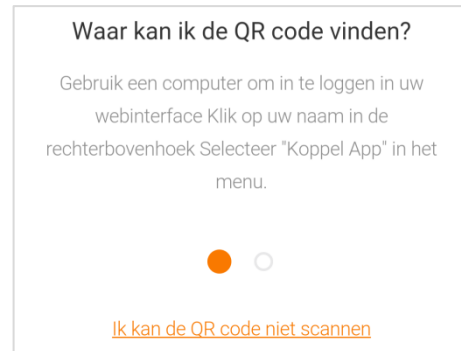 Waar kan ik de QR code vinden?
Gebruik een computer om in te loggen in uw
webinterface Klik op uw naam in de
rechterbovenhoek Selecteer "Koppel App" in het
menu.
Ik kan de QR code niet scannen